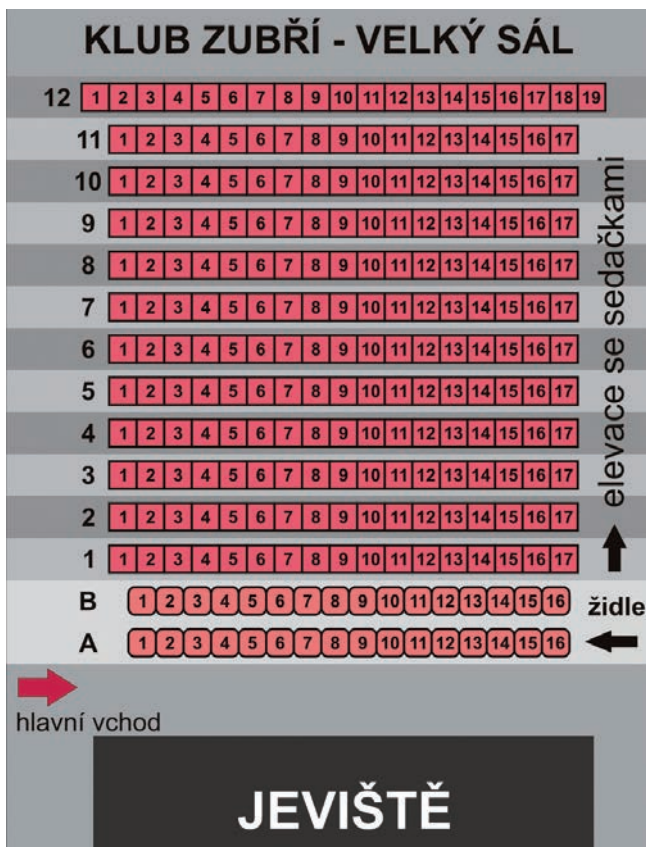 KLUB ZUBŘÍ - VELKÝ SÁL
12 1 2 3 4 5 6 7 8 9 10 11 12 13 14 15 16 17 18 19
11 1 2 3 4 5 6 7 8 9 10 11 12 13 14 15 16 17
10 1 2 3 4 5 6 7 8 9 10 11 12 13 14 15 16 17
9 1 2 3 4 5 6 7 8 9 10 11 12 13 14 15 16 17
8 1 2 3 4 5 6 7 8 9 10 11 12 13 14 15 16 17
7 1 2 3 4 5 6 7 8 9 10 11 12 13 14 15 16 17
6 1 2 3 4 5 6 7 8 9 10 11 12 13 14 15 16 17
5 1 2 3 4 5 6 7 8 9 10 11 12 13 14 15 16 17
4 1 2 3 4 5 6 7 8 9 10 11 12 13 14 15 16 17
3 1 2 3 4 5 6 7 8 9 10 11 12 13 14 15 16 17
2 1 2 3 4 5 6 7 8 9 10 11 12 13 14 15 16 17
1 1 2 3 4 5 6 7 8 9 10 11 12 13 14 15 16 17
elevace se sedačkami
B 1 2 3 4 5 6 7 8 9 10 11 12 13 14 15 16
židle
A 1 2 3 4 5 6 7 8 9 10 11 12 13 14 15 16
hlavní vchod
JEVIŠTĚ